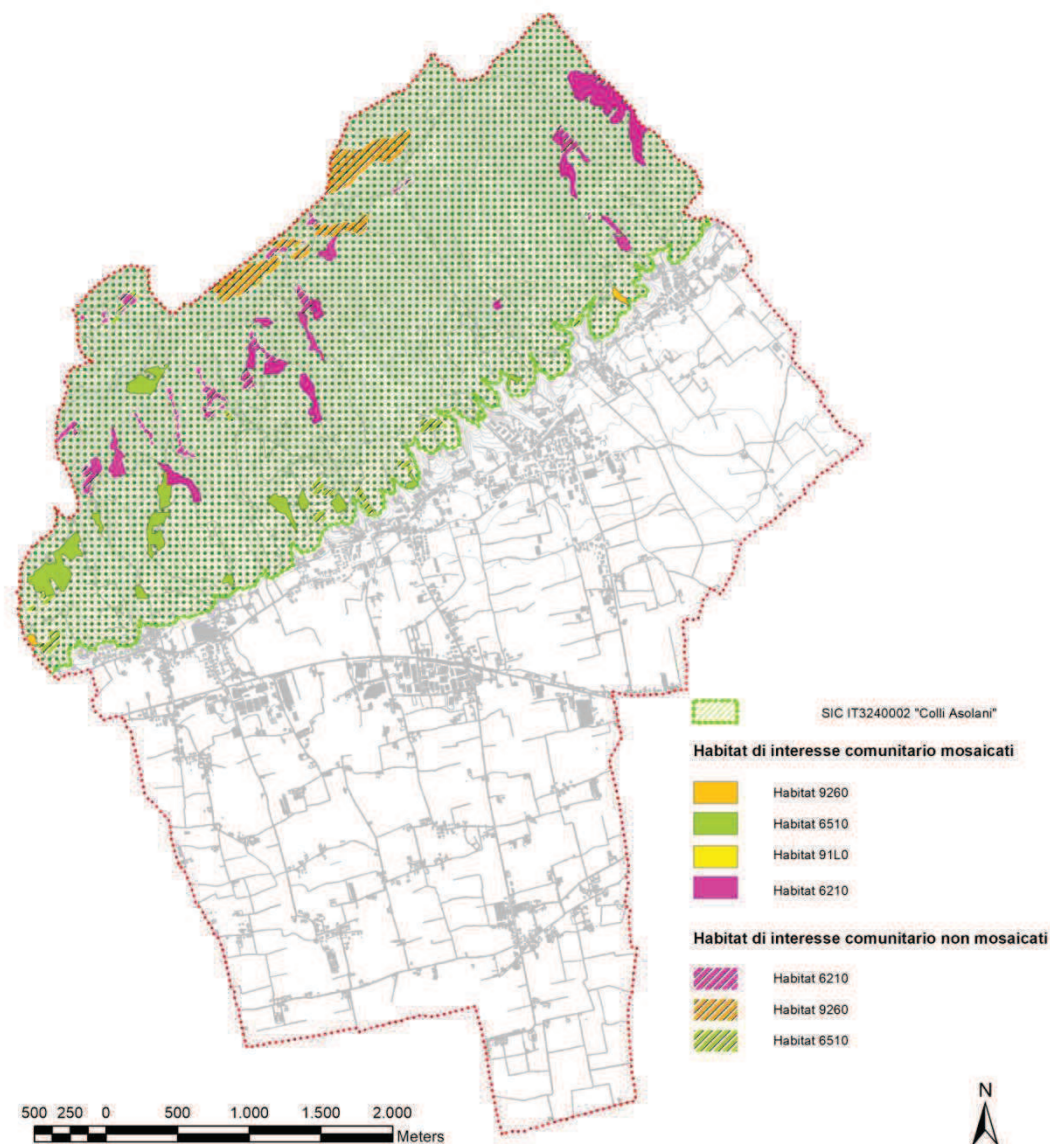 SIC IT3240002 "Colli Asolani"
Habitat di interesse comunitario mosaicati
Habitat 9260
Habitat 6510
Habitat 91L0
Habitat 6210
Habitat di interesse comunitario non mosaicati
Habitat 6210
Habitat 9260
Habitat 6510
N
500 250 0 500 1.000 1.500 2.000
Meters